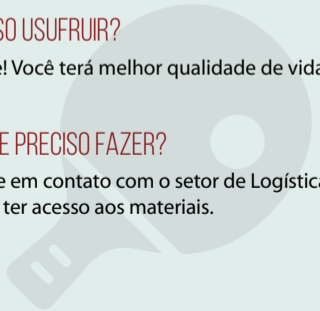 SO USUFRUIR?
! Você terá melhor qualidade de vida
E PRECISO FAZER?
e em contato com o setor de Logística
ter acesso aos materiais.